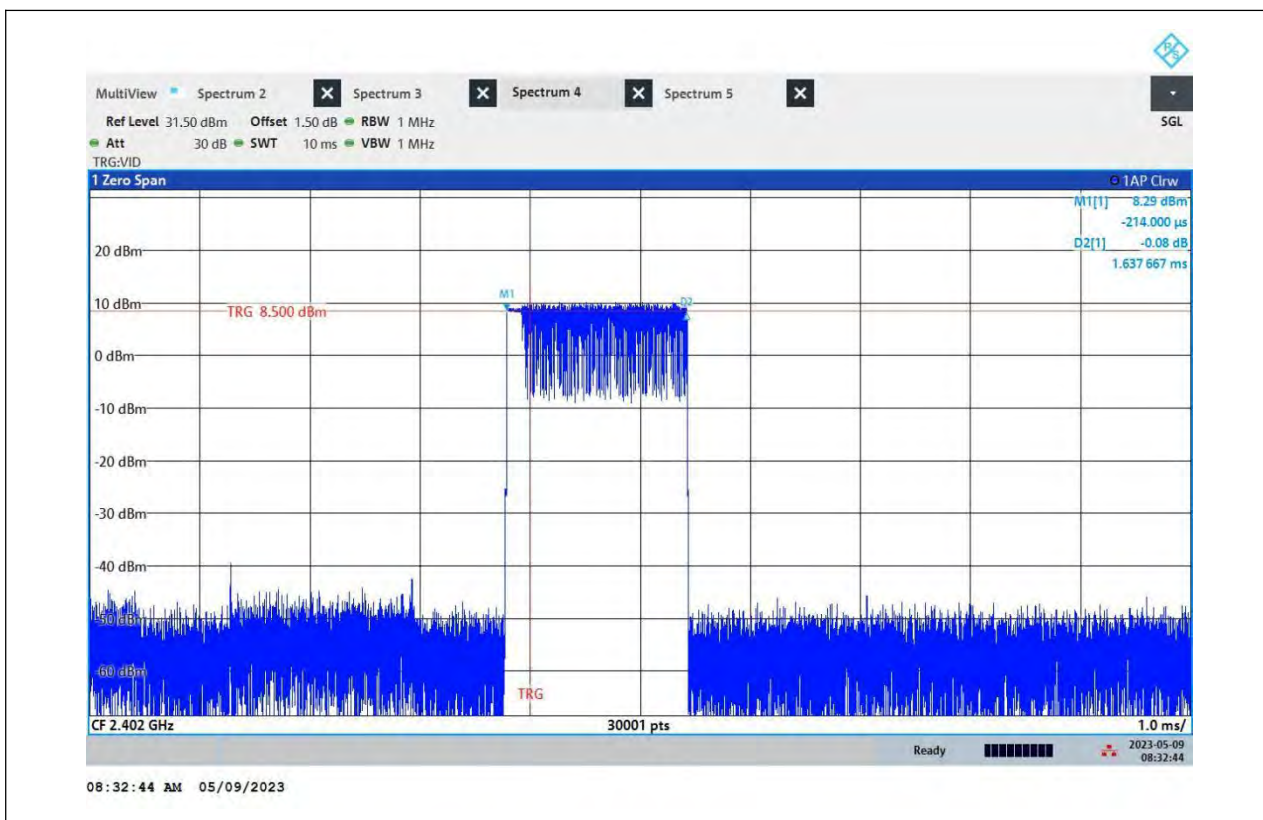 R S
MultiView Spectrum 2 X Spectrum 3 X Spectrum 4 X Spectrum 5 X
Ref Level 31.50 dBm Offset 1.50 dB RBW 1 MHz SGL
Att 30 dB SWT 10 ms VBW 1 MHz
TRG:VID
1 Zero Span 1AP Clrw
M1[1] 8.29 dBm
-214.000 µs
20 dBm D2[1] -0.08 dB
1.637 667 ms
M1
D2
10 dBm
TRG 8.500 dBm
0 dBm
-10 dBm
-20 dBm
-30 dBm
-40 dBm
-50 dBm
-60 dBm
TRG
CF 2.402 GHz 30001 pts 1.0 ms/
Ready 2023-05-09
08:32:44
08:32:44 AM 05/09/2023